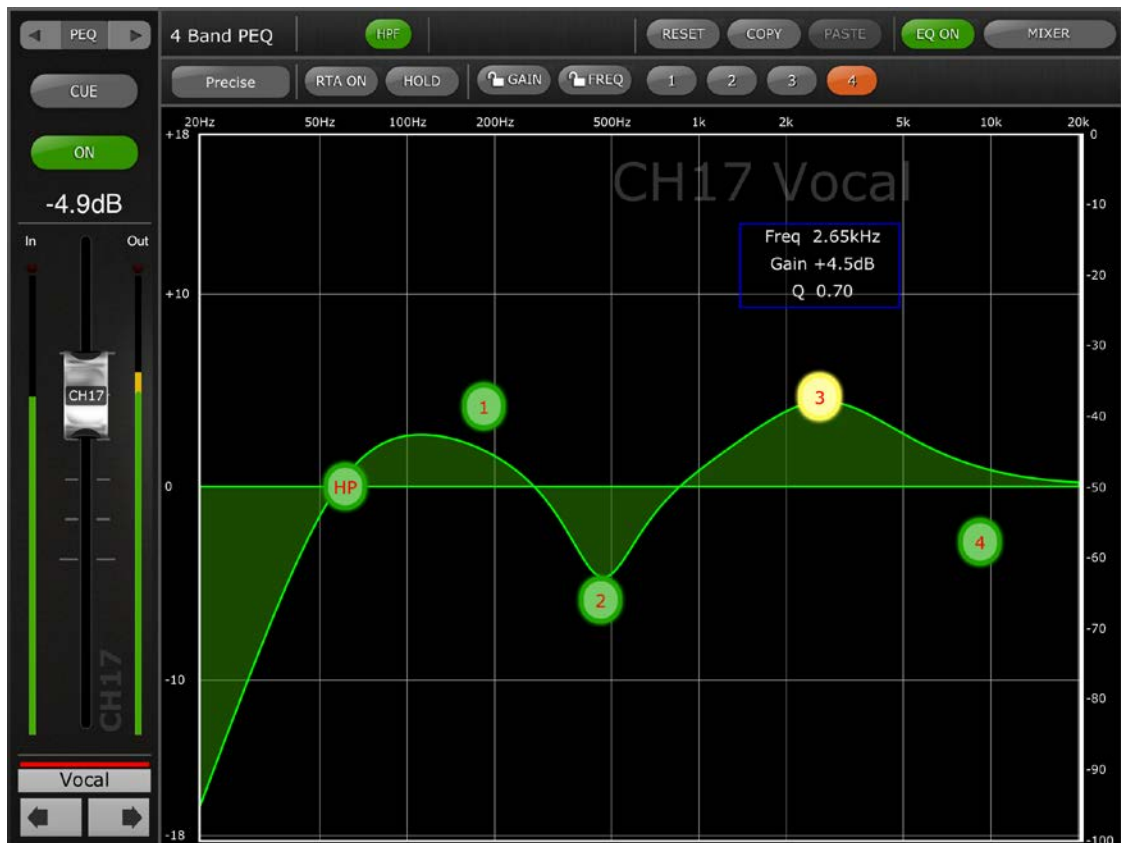 PEQ 4 Band PEQ HPF RESET COPY PASTE EQ ON MIXER
CUE Precise RTA ON HOLD GAIN FREQ 1 2 3 4
20Hz 50Hz 100Hz 200Hz 500Hz 1k 2k 5k 10k 20k
+18 0
ON
CH17 Vocal
-4.9dB -10
In Out
Freq 2.65kHz
Gain +4.5dB
-20
Q 0.70
+10
-30
CH17 1 3 -40
0 HP -50
4
-60
2
-70
CH17
-10
-80
Vocal -90
-18 -100